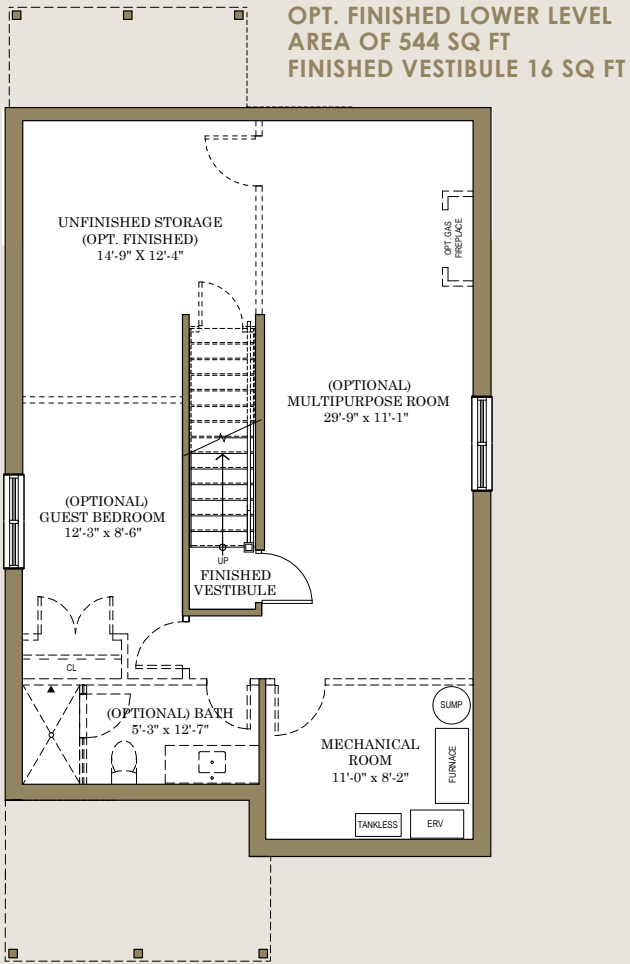 OPT. FINISHED LOWER LEVEL
AREA OF 544 SQ FT
FINISHED VESTIBULE 16 SQ FT
UNFINISHED STORAGE
(OPT. FINISHED)
14'-9" X 12'-4"
OPT. GAS
FIREPLACE
(OPTIONAL)
MULTIPURPOSE ROOM
29'-9" x 11'-1"
(OPTIONAL)
GUEST BEDROOM
12'-3" x 8'-6"
UP
FINISHED
VESTIBULE
CL
(OPTIONAL) BATH
5'-3" x 12'-7"
SUMP
MECHANICAL
ROOM
11'-0" x 8'-2"
FURNACE
TANKLESS
ERV